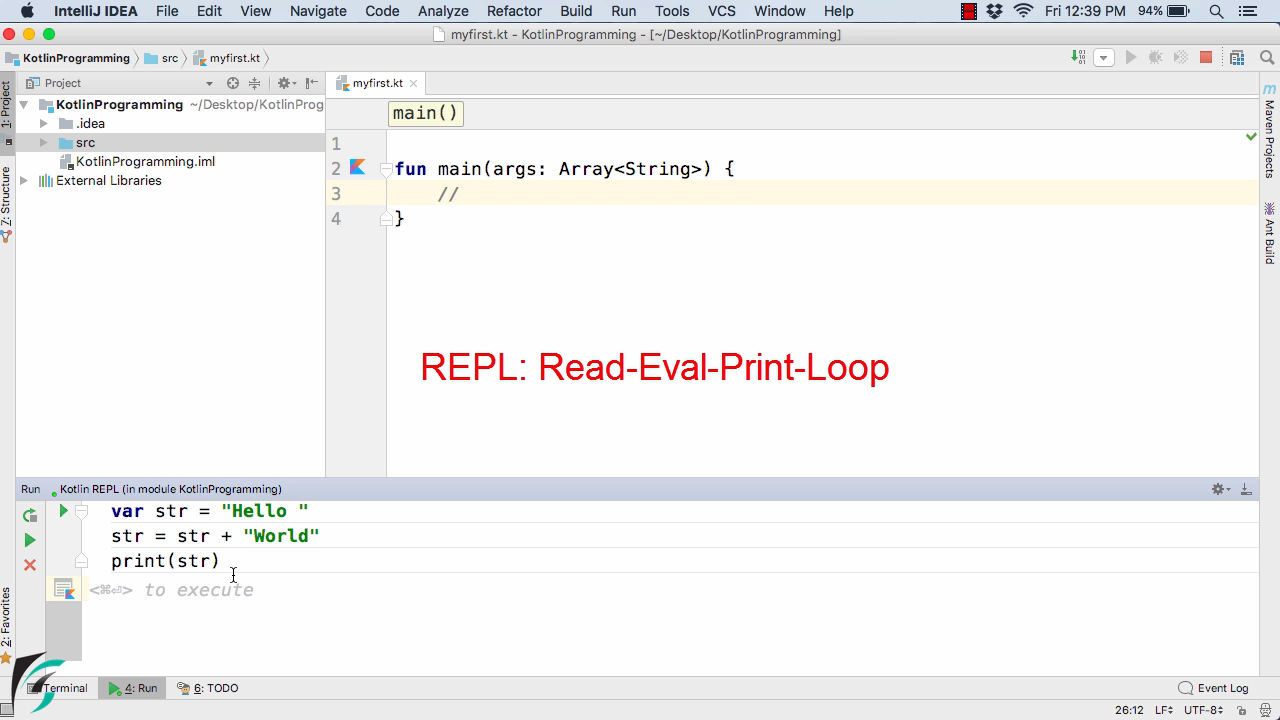 IntelliJ IDEA File Edit View Navigate Code Analyze Refactor Build Run Tools VCS Window Help Fri 12:39 PM 94%
myfirst.kt - KotlinProgramming - [~/Desktop/KotlinProgramming]
KotlinProgramming src myfirst.kt
Project
myfirst.kt
KotlinProgramming ~/Desktop/KotlinProg
.idea
src
KotlinProgramming.iml
External Libraries
1: Project
7: Structure
2: Favorites
main()
1
2 fun main(args: Array<String>) {
3 //
4 }
REPL: Read-Eval-Print-Loop
Maven Projects
Ant Build
Run Kotlin REPL (in module KotlinProgramming)
var str = "Hello "
str = str + "World"
print(str)
<⌘⏎> to execute
Terminal 4: Run 6: TODO Event Log
26:12 LF÷ UTF-8÷